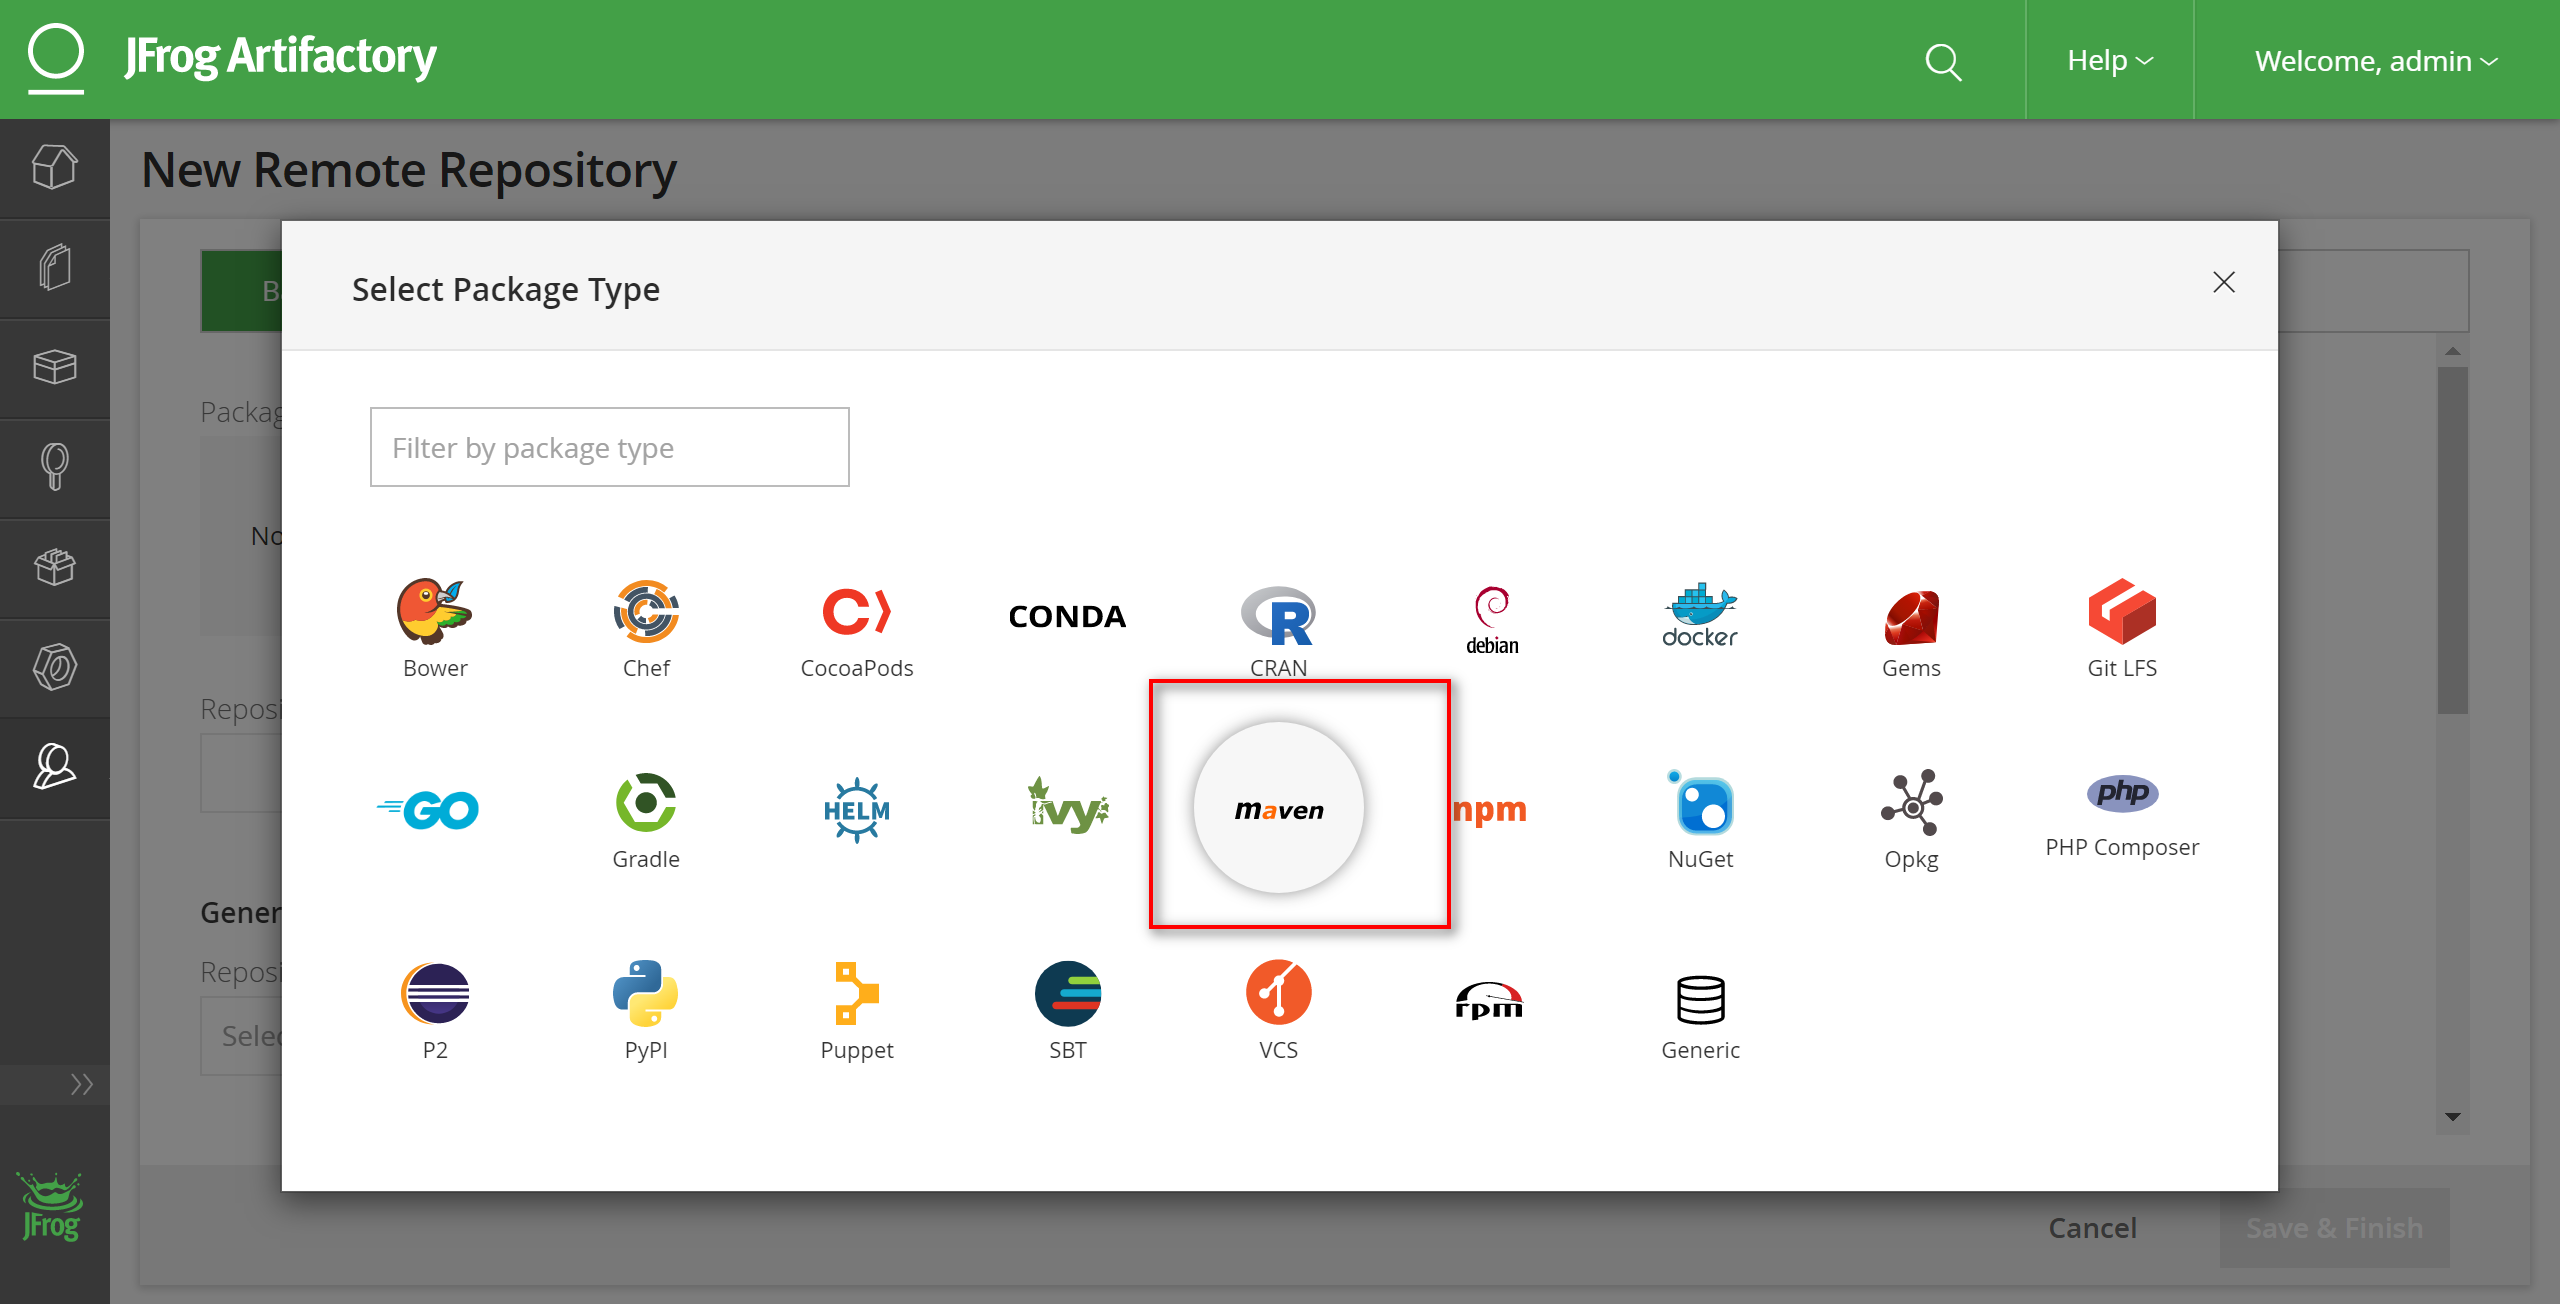 JFrog Artifactory
Help
Welcome, admin
New Remote Repository
Select Package Type
Filter by package type
Bower
Chef
CocoaPods
CONDA
CRAN
debian
docker
Gems
Git LFS
GO
Gradle
HELM
ivy
maven
npm
NuGet
Opkg
php
PHP Composer
P2
PyPI
Puppet
SBT
VCS
rpm
Generic
B
Packag
No
Reposi
Gener
Reposi
Selec
JFrog
Cancel
Save & Finish